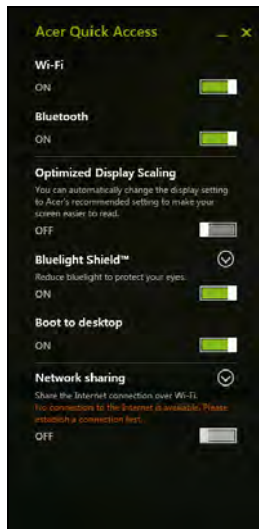 Acer Quick Access
Wi-Fi
ON
Bluetooth
ON
Optimized Display Scaling
You can automatically change the display setting
to Acer's recommended setting to make your
screen easier to read.
OFF
Bluelight Shield™
Reduce bluelight to protect your eyes.
ON
Boot to desktop
ON
Network sharing
Share the Internet connection over Wi-Fi.
No connection to the Internet is available. Please
establish a connection first.
OFF